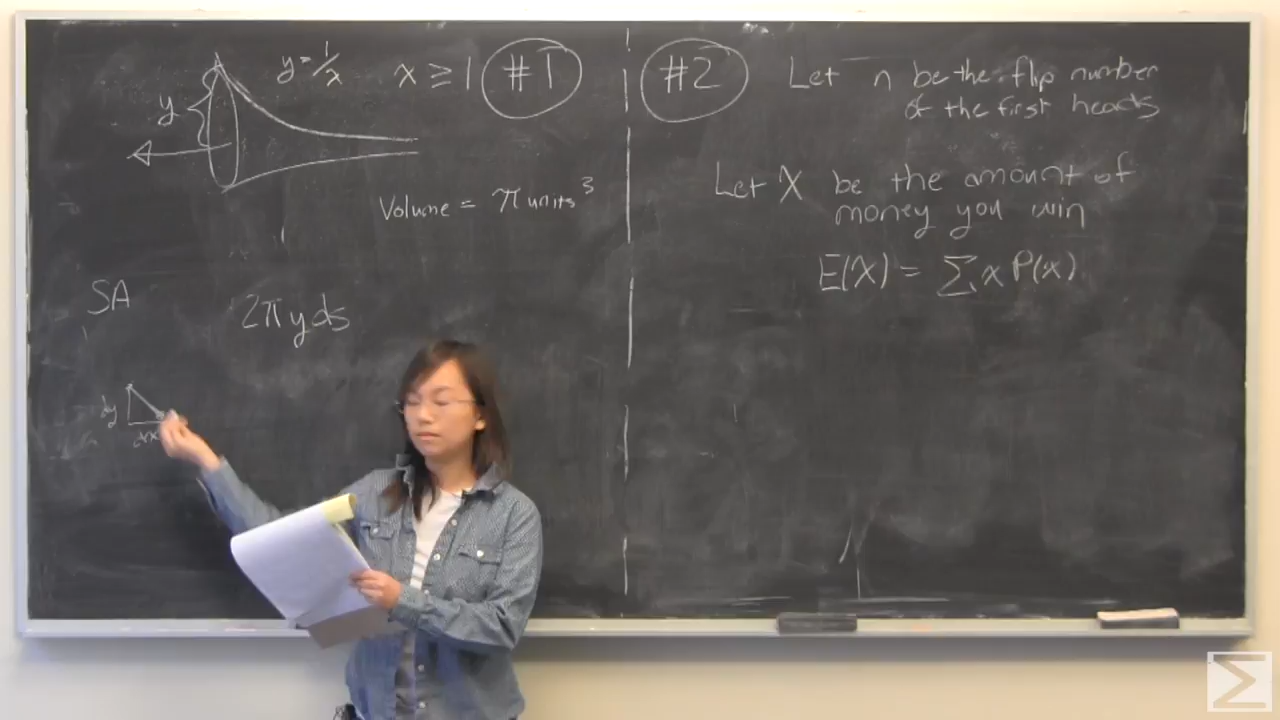 y = 1/x x ≥ 1 #1
y
Volume = π units³
SA
2π y ds
dy
dx
#2 Let n be the flip number
of the first heads
Let X be the amount of
money you win
E(X) = Σ x P(x)
Σ